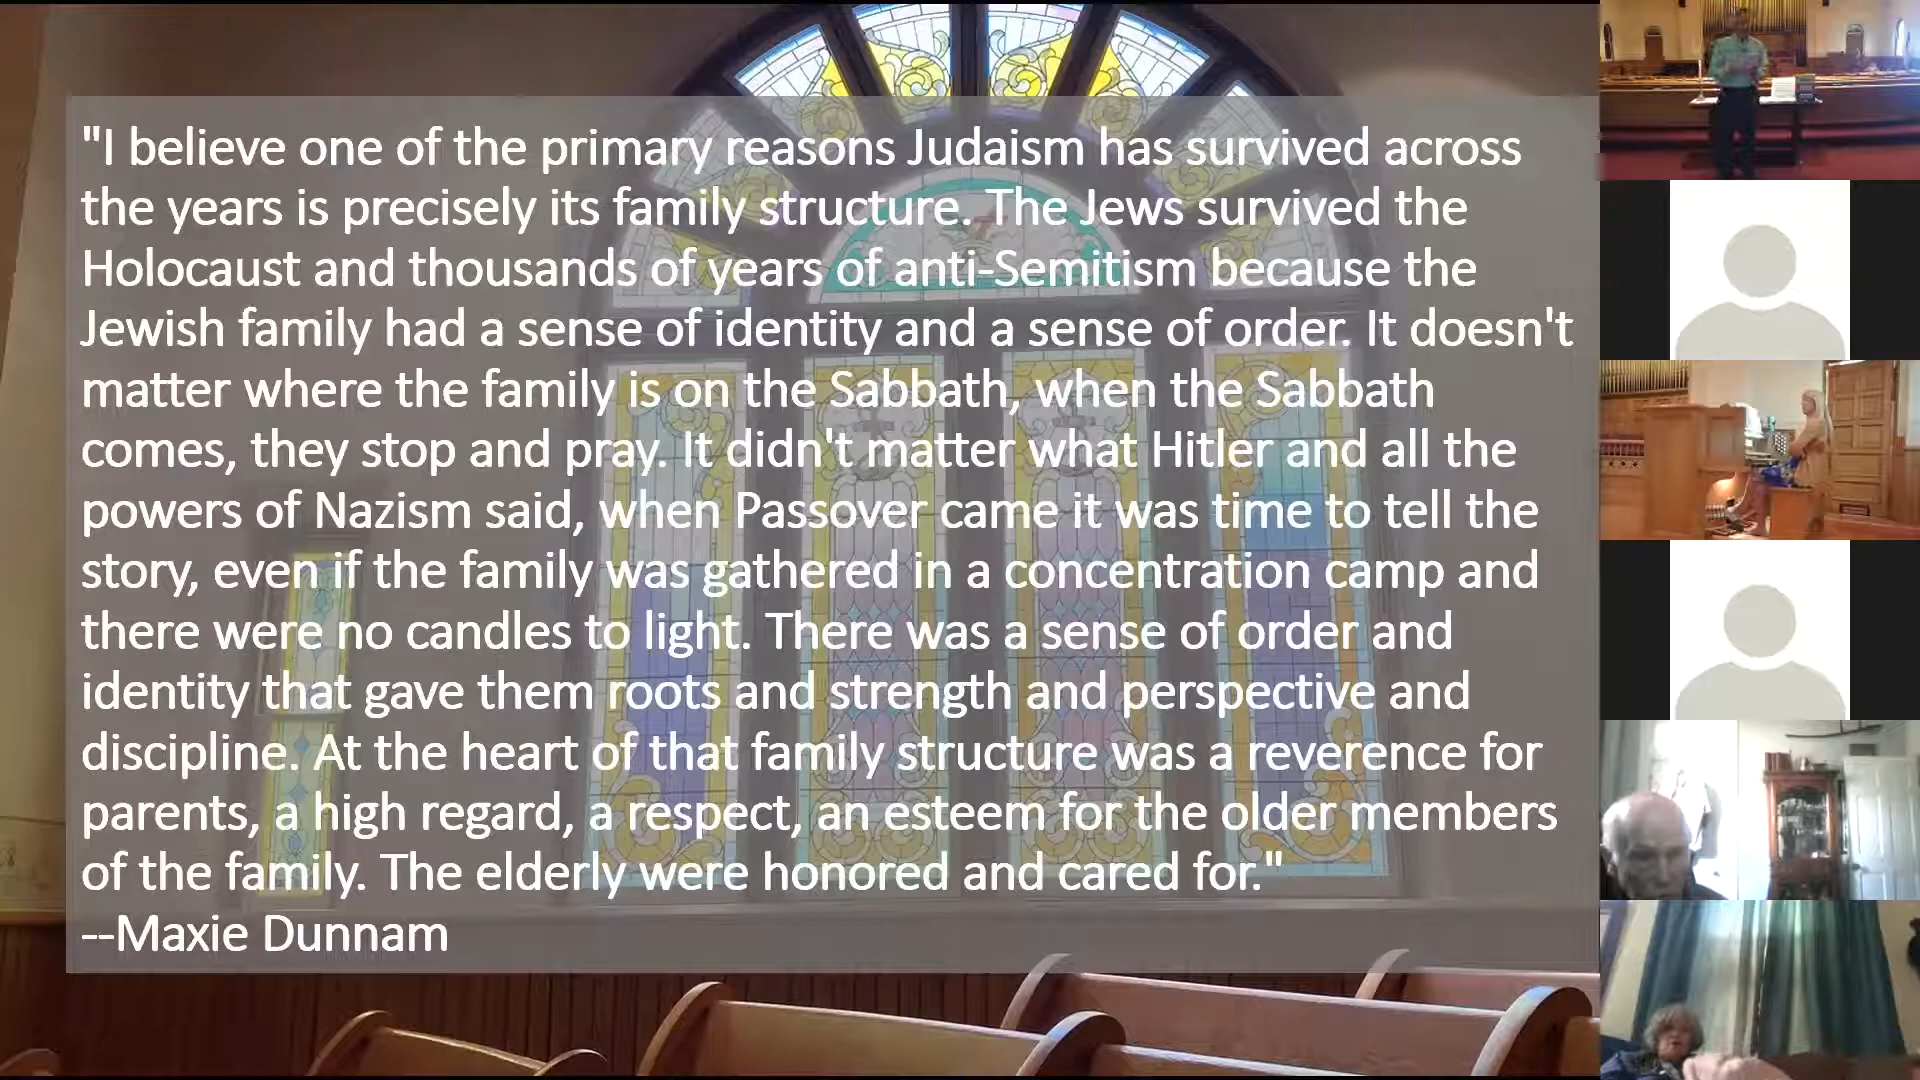 "I believe one of the primary reasons Judaism has survived across
the years is precisely its family structure. The Jews survived the
Holocaust and thousands of years of anti-Semitism because the
Jewish family had a sense of identity and a sense of order. It doesn't
matter where the family is on the Sabbath, when the Sabbath
comes, they stop and pray. It didn't matter what Hitler and all the
powers of Nazism said, when Passover came it was time to tell the
story, even if the family was gathered in a concentration camp and
there were no candles to light. There was a sense of order and
identity that gave them roots and strength and perspective and
discipline. At the heart of that family structure was a reverence for
parents, a high regard, a respect, an esteem for the older members
of the family. The elderly were honored and cared for."
--Maxie Dunnam